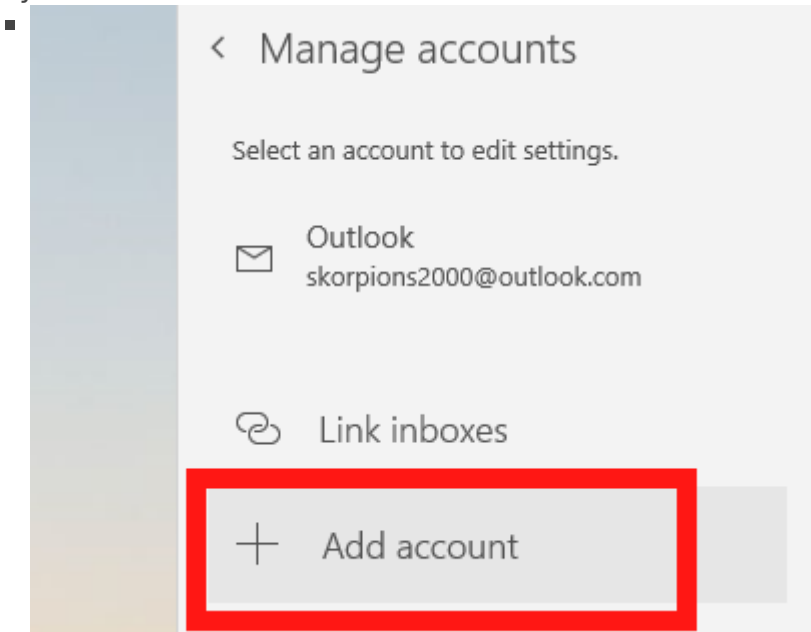 Manage accounts
Select an account to edit settings.
Outlook
skorpions2000@outlook.com
Link inboxes
Add account